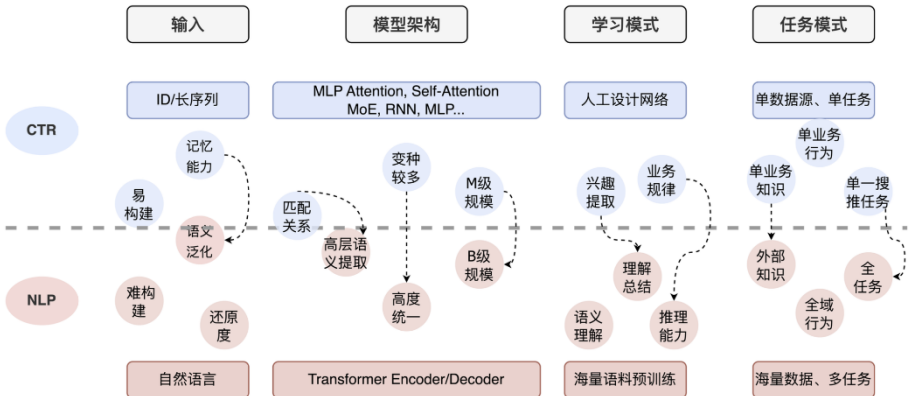 输入
模型架构
学习模式
任务模式
ID/长序列
MLP Attention, Self-Attention
MoE, RNN, MLP...
人工设计网络
单数据源、单任务
CTR
记忆
能力
易
构建
语义
泛化
变种
较多
匹配
关系
M级
规模
高层语
义提取
B级
规模
高度
统一
兴趣
提取
业务
规律
理解
总结
语义
理解
推理
能力
单业务
行为
单业务
知识
单一搜
推任务
外部
知识
全
任务
全域
行为
NLP
难构
建
还原
度
自然语言
Transformer Encoder/Decoder
海量语料预训练
海量数据、多任务